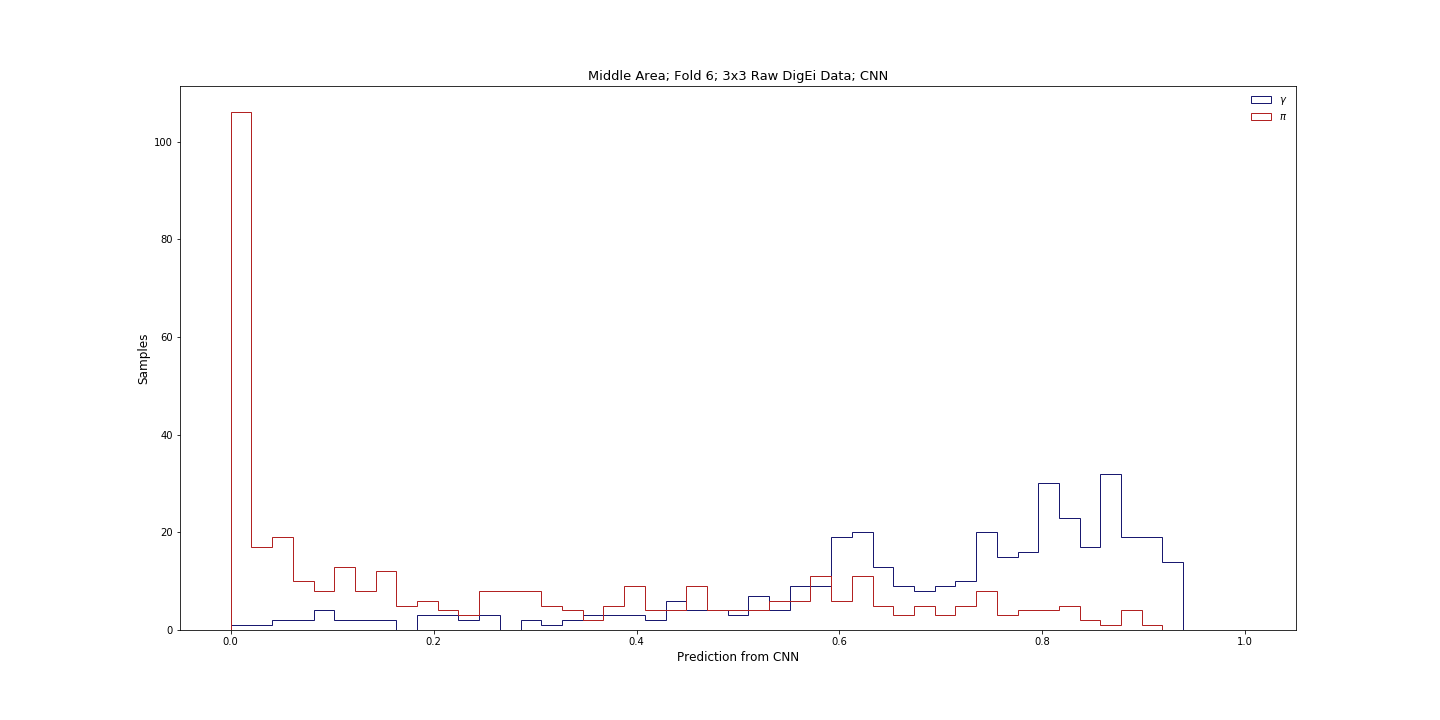 Middle Area; Fold 6; 3x3 Raw DigEi Data; CNN
γ
π
Samples
100
80
60
40
20
0
0.0 0.2 0.4 0.6 0.8 1.0
Prediction from CNN